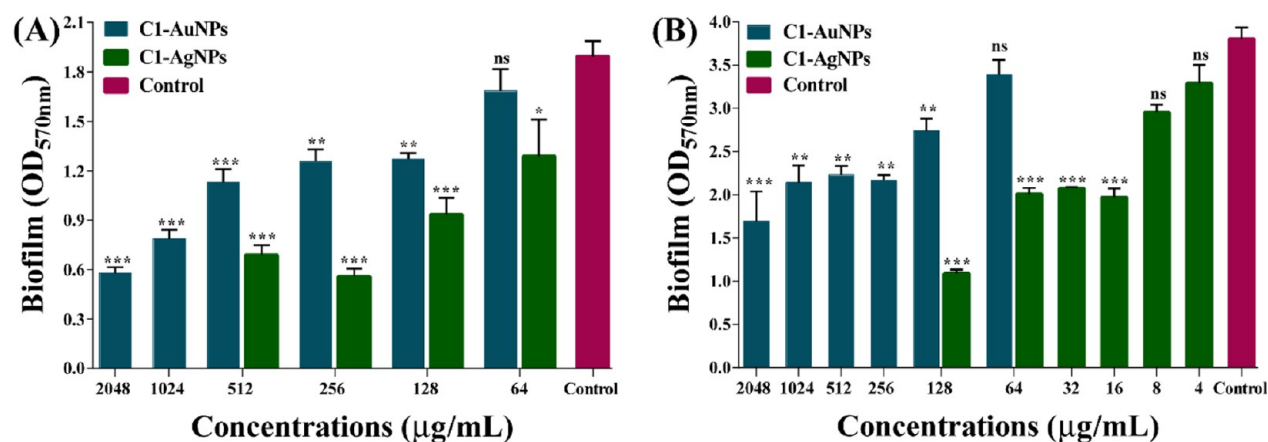 (A)
C1-AuNPs
C1-AgNPs
Control
Biofilm (OD570nm)
2.1
1.8
1.5
1.2
0.9
0.6
0.3
0.0
*** *** *** *** ** *** ** *** ns *
2048 1024 512 256 128 64 Control
Concentrations (μg/mL)
(B)
C1-AuNPs
C1-AgNPs
Control
Biofilm (OD570nm)
4.0
3.5
3.0
2.5
2.0
1.5
1.0
0.5
0.0
*** ** ** ** ** *** ns *** *** *** ns ns
2048 1024 512 256 128 64 32 16 8 4 Control
Concentrations (μg/mL)